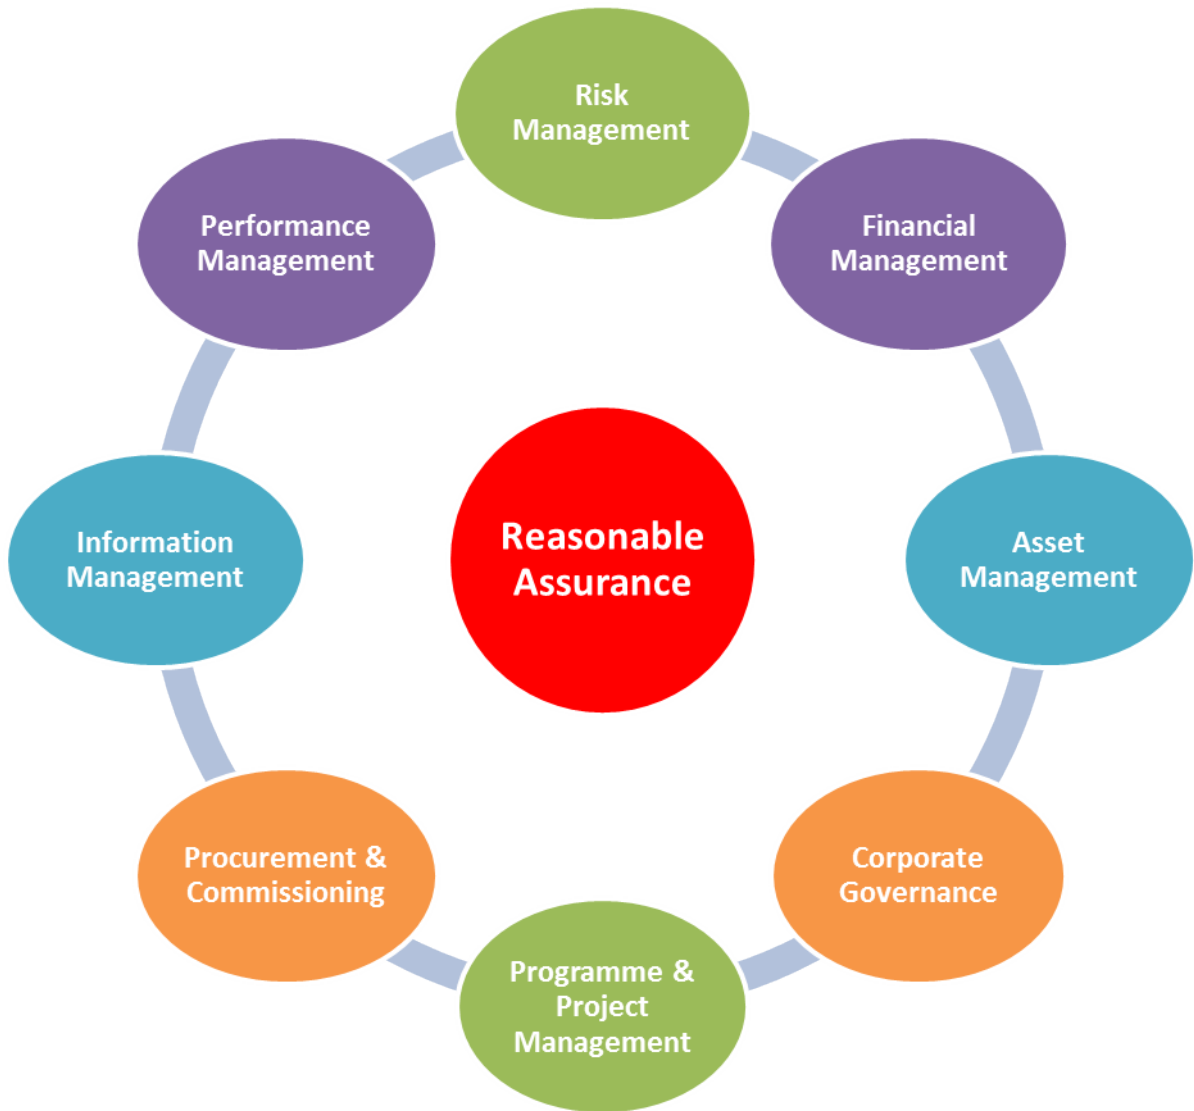 Risk
Management
Performance
Management
Financial
Management
Information
Management
Reasonable
Assurance
Asset
Management
Procurement &
Commissioning
Corporate
Governance
Programme &
Project
Management